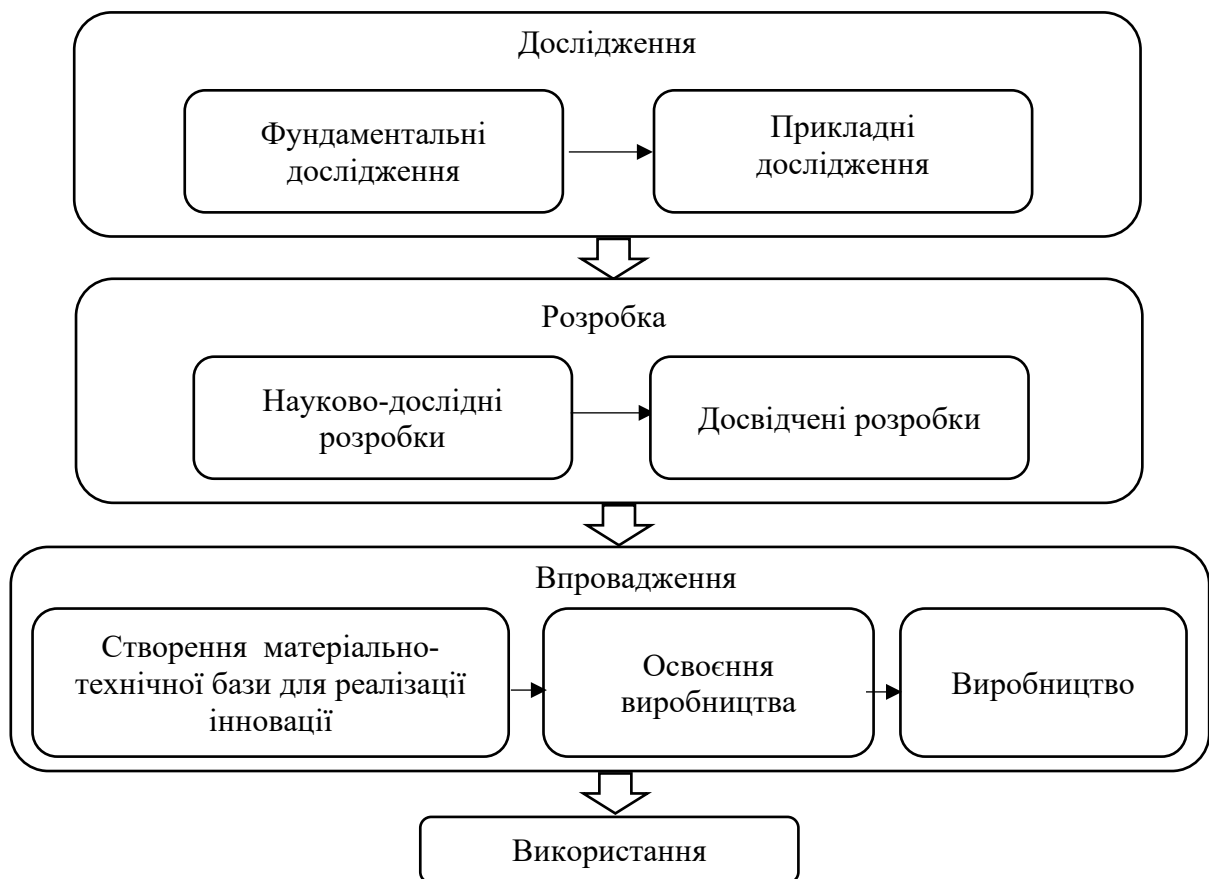 Дослідження
Фундаментальні
дослідження
Прикладні
дослідження
Розробка
Науково-дослідні
розробки
Досвідчені розробки
Впровадження
Створення  матеріально-
технічної бази для реалізації
інновації
Освоєння
виробництва
Виробництво
Використання